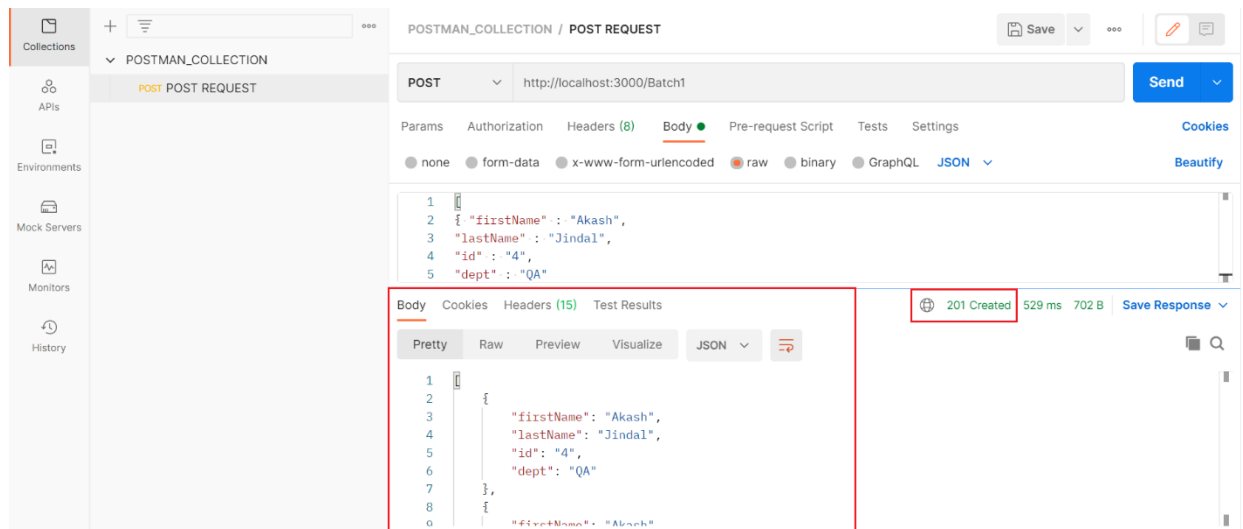 Collections
APIs
Environments
Mock Servers
Monitors
History
POSTMAN_COLLECTION
POST POST REQUEST
POSTMAN_COLLECTION / POST REQUEST
Save
POST http://localhost:3000/Batch1 Send
Params Authorization Headers (8) Body Pre-request Script Tests Settings Cookies
none form-data x-www-form-urlencoded raw binary GraphQL JSON Beautify
1 [
2 { "firstName" : "Akash",
3 "lastName" : "Jindal",
4 "id" : "4",
5 "dept" : "QA"
Body Cookies Headers (15) Test Results 201 Created 529 ms 702 B Save Response
Pretty Raw Preview Visualize JSON
1 [
2 {
3 "firstName": "Akash",
4 "lastName": "Jindal",
5 "id": "4",
6 "dept": "QA"
7 },
8 {
9 "firstName": "Akash"